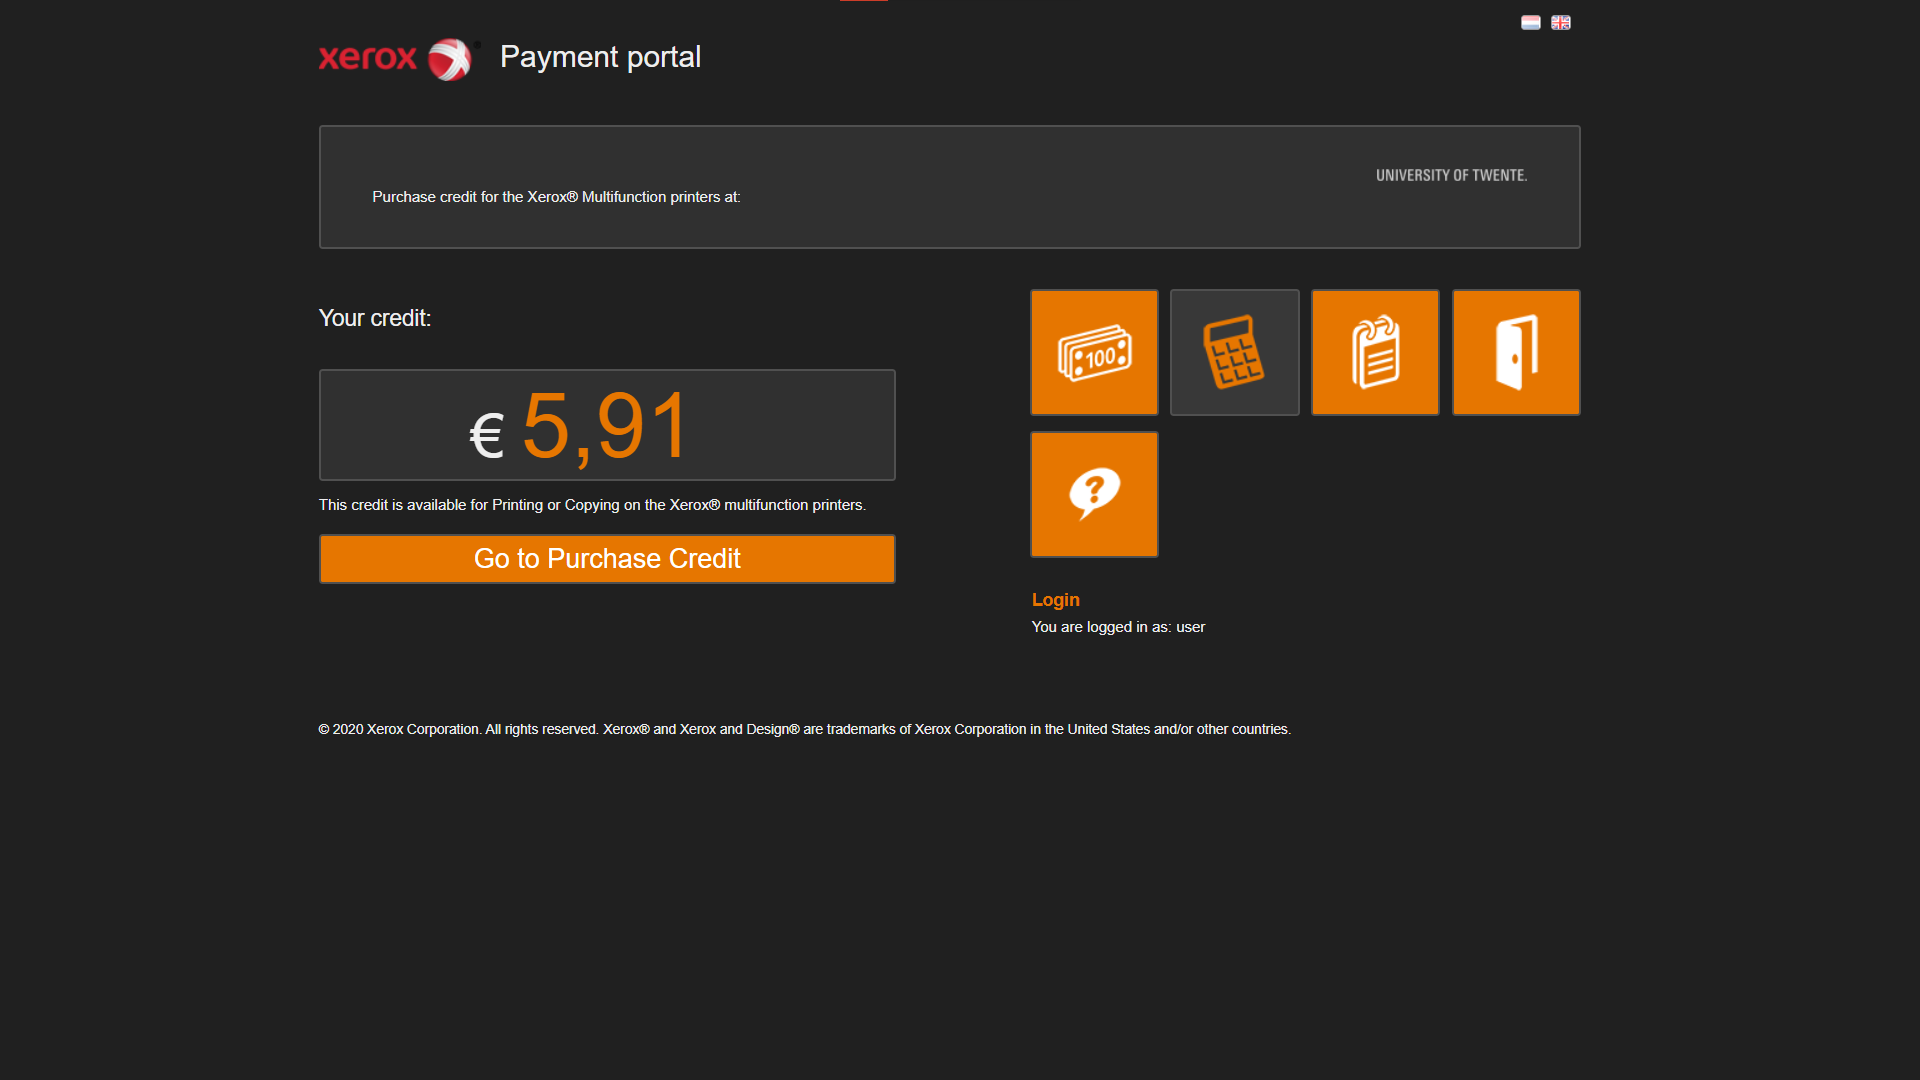 xerox ® Payment portal
UNIVERSITY OF TWENTE.
Purchase credit for the Xerox® Multifunction printers at:
Your credit:
100
€ 5,91
This credit is available for Printing or Copying on the Xerox® multifunction printers.
Go to Purchase Credit
?
Login
You are logged in as: user
© 2020 Xerox Corporation. All rights reserved. Xerox® and Xerox and Design® are trademarks of Xerox Corporation in the United States and/or other countries.